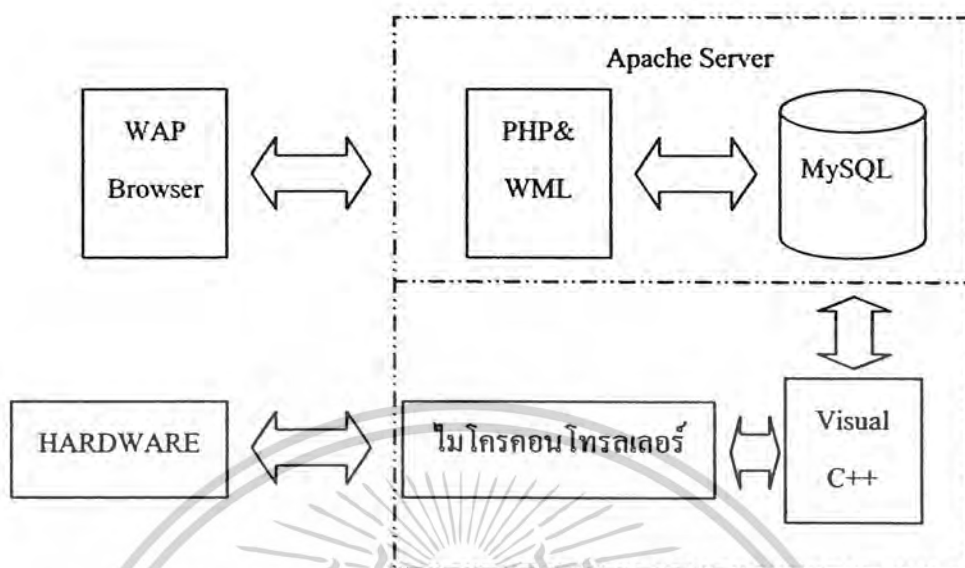 Apache Server
WAP
Browser
PHP&
WML
MySQL
HARDWARE
ไมโครคอนโทรลเลอร์
Visual
C++